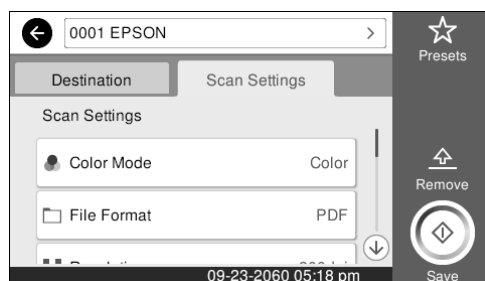 0001 EPSON
Presets
Destination
Scan Settings
Scan Settings
Color Mode
Color
Remove
File Format
PDF
09-23-2060 05:18 pm
Save